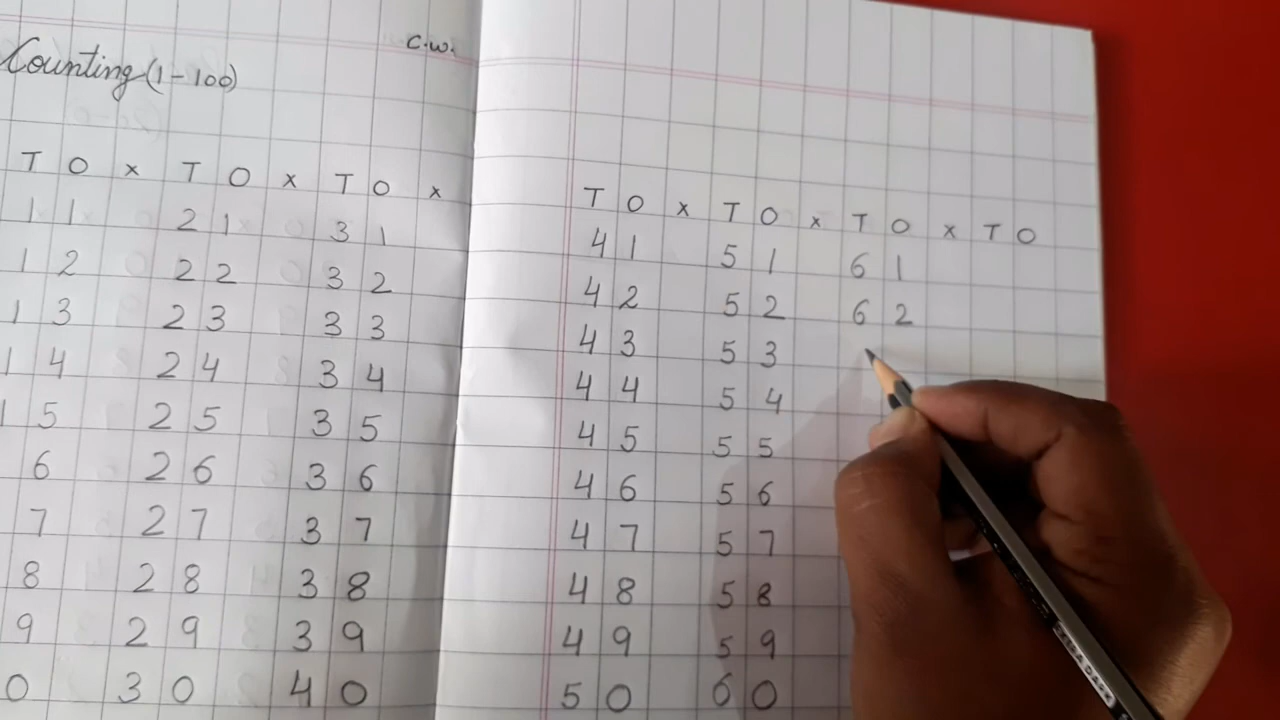 C.W.
Counting (1-100)
T O × T O × T O ×
1 1 2 1 3 1
1 2 2 2 3 2
1 3 2 3 3 3
1 4 2 4 3 4
1 5 2 5 3 5
6 2 6 3 6
7 2 7 3 7
8 2 8 3 8
9 2 9 3 9
0 3 0 4 0
T O × T O × T O × T O
4 1 5 1 6 1
4 2 5 2 6 2
4 3 5 3
4 4 5 4
4 5 5 5
4 6 5 6
4 7 5 7
4 8 5 8
4 9 5 9
5 0 6 0